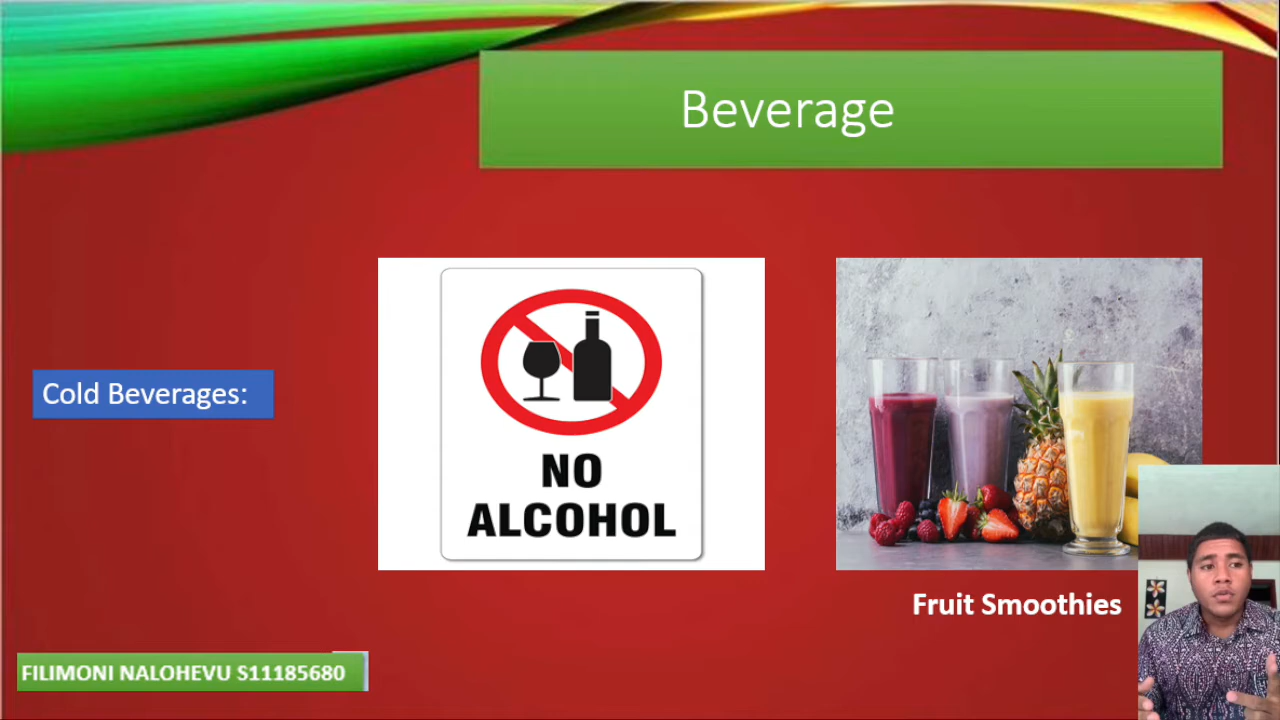 Beverage
Cold Beverages:
NO
ALCOHOL
Fruit Smoothies
FILIMONI NALOHEVU S11185680